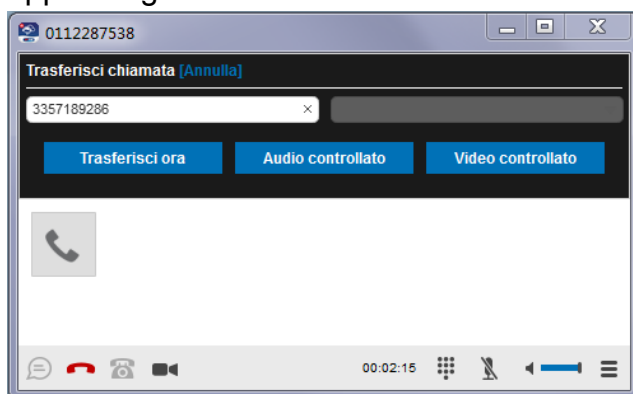 0112287538
Trasferisci chiamata [Annulla]
3357189286
Trasferisci ora Audio controllato Video controllato
00:02:15